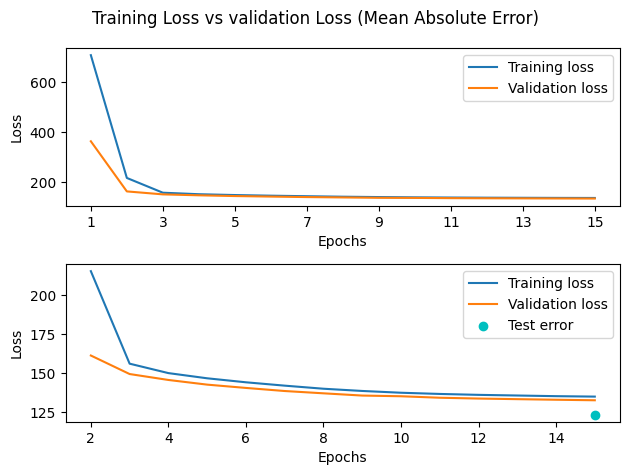 Training Loss vs validation Loss (Mean Absolute Error)
Training loss
Validation loss
600
400
200
Loss
1 3 5 7 9 11 13 15
Epochs
Training loss
Validation loss
Test error
200
175
150
125
Loss
2 4 6 8 10 12 14
Epochs